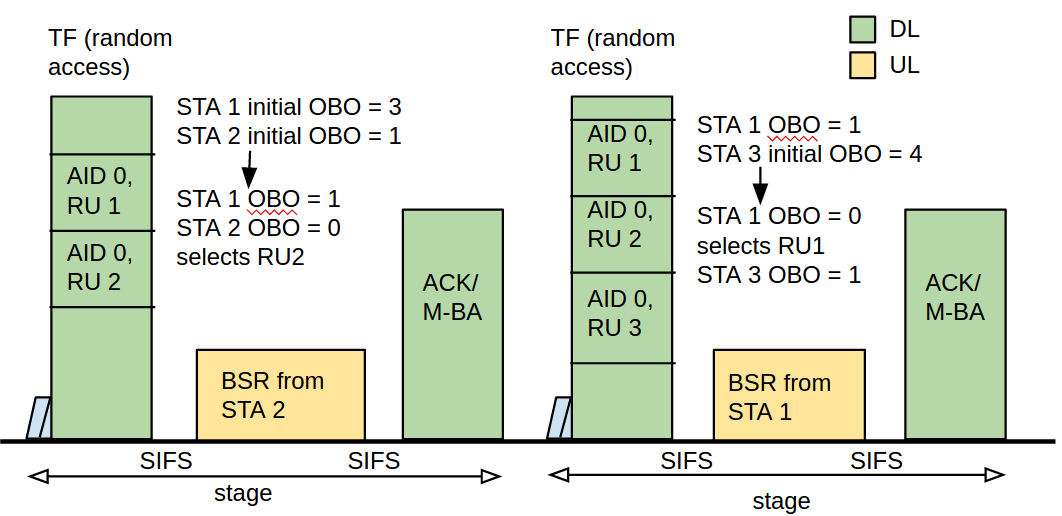 TF (random
access)
STA 1 initial OBO = 3
STA 2 initial OBO = 1
AID 0,
RU 1
AID 0,
RU 2
STA 1 OBO = 1
STA 2 OBO = 0
selects RU2
BSR from
STA 2
ACK/
M-BA
SIFS
SIFS
stage
TF (random
access)
DL
UL
AID 0,
RU 1
AID 0,
RU 2
AID 0,
RU 3
STA 1 OBO = 1
STA 3 initial OBO = 4
STA 1 OBO = 0
selects RU1
STA 3 OBO = 1
BSR from
STA 1
ACK/
M-BA
SIFS
SIFS
stage